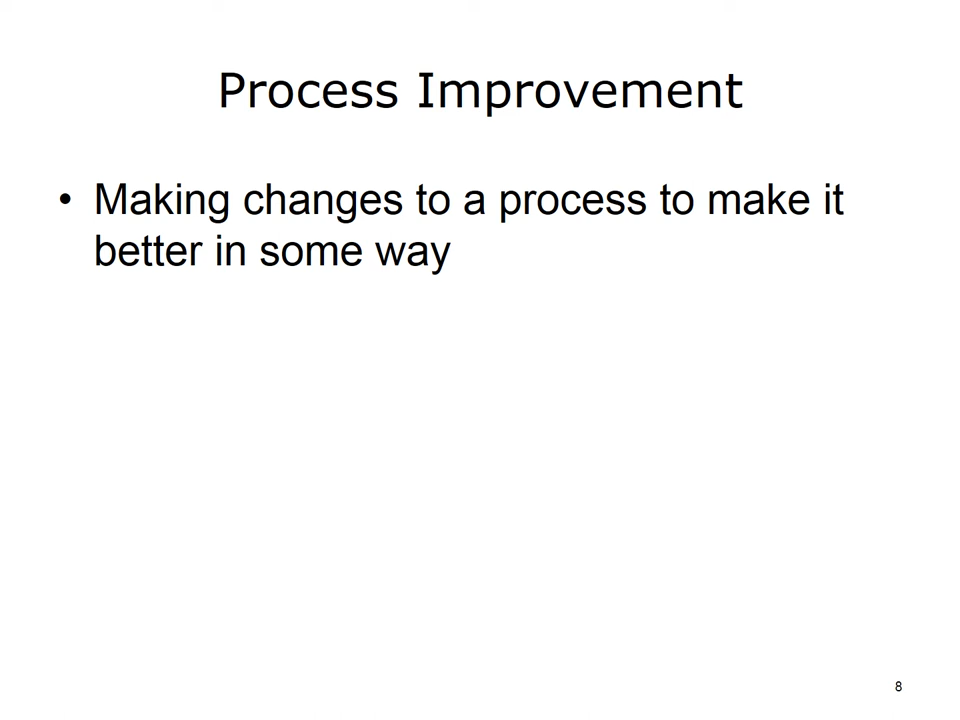 Process Improvement
• Making changes to a process to make it
better in some way
8